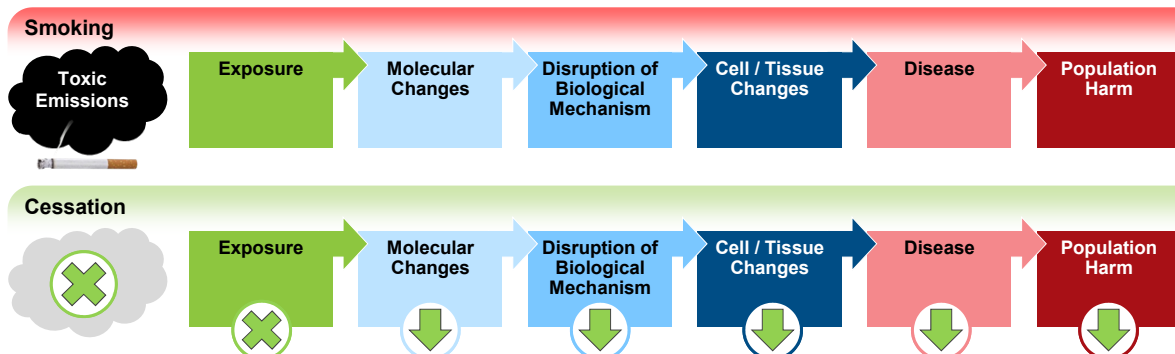 Smoking
Toxic
Emissions
Exposure
Molecular
Changes
Disruption of
Biological
Mechanism
Cell / Tissue
Changes
Disease
Population
Harm
Cessation
Exposure
Molecular
Changes
Disruption of
Biological
Mechanism
Cell / Tissue
Changes
Disease
Population
Harm